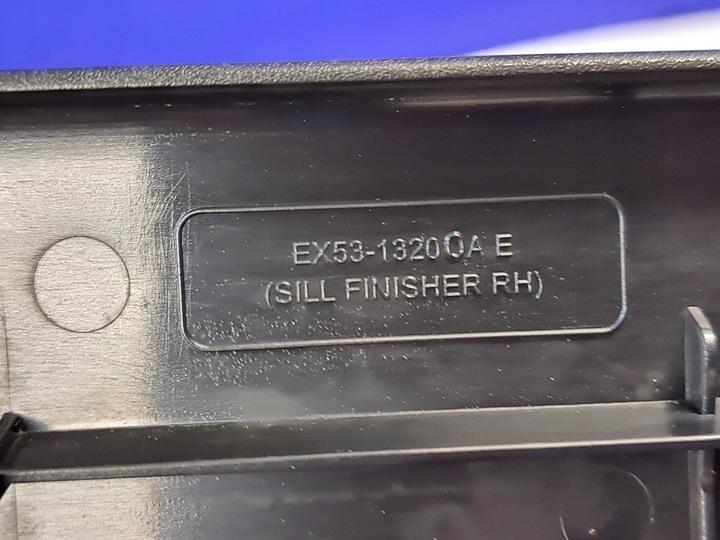 EX53-13200A E
(SILL FINISHER RH)